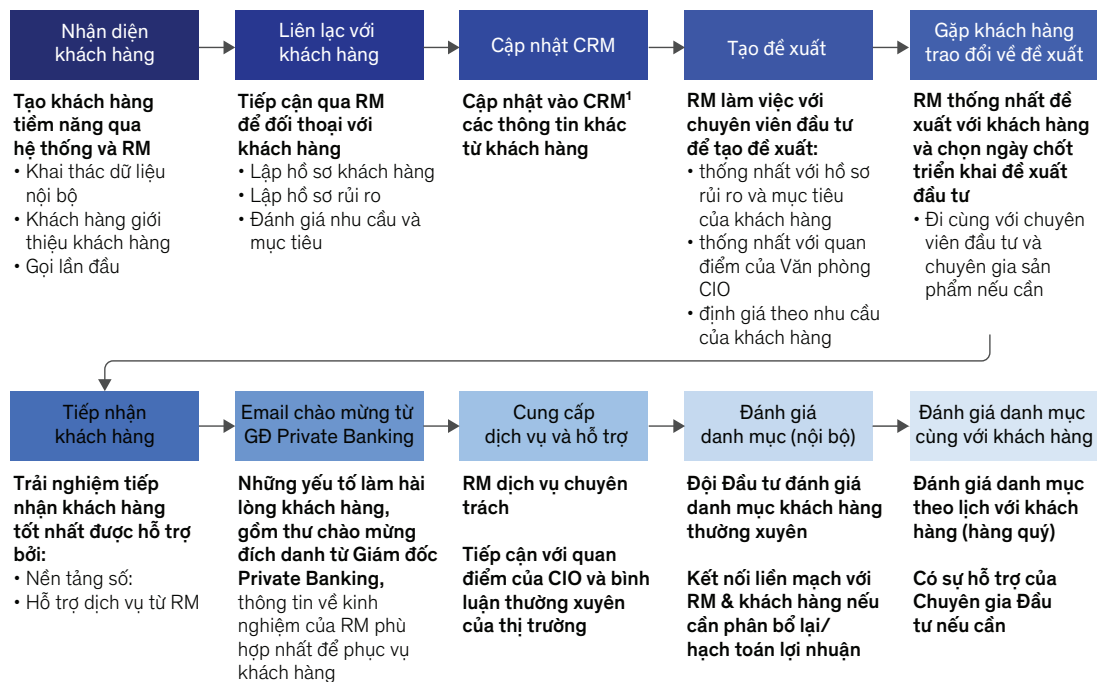 Nhận diện
khách hàng
Liên lạc với
khách hàng
Cập nhật CRM
Tạo đề xuất
Gặp khách hàng
trao đổi về đề xuất
Tạo khách hàng
tiềm năng qua
hệ thống và RM
• Khai thác dữ liệu
nội bộ
• Khách hàng giới
thiệu khách hàng
• Gọi lần đầu
Tiếp cận qua RM
để đối thoại với
khách hàng
• Lập hồ sơ khách hàng
• Lập hồ sơ rủi ro
• Đánh giá nhu cầu và
mục tiêu
Cập nhật vào CRM¹
các thông tin khác
từ khách hàng
RM làm việc với
chuyên viên đầu tư
để tạo đề xuất:
• thống nhất với hồ sơ
rủi ro và mục tiêu
của khách hàng
• thống nhất với quan
điểm của Văn phòng
CIO
• định giá theo nhu cầu
của khách hàng
RM thống nhất đề
xuất với khách hàng
và chọn ngày chốt
triển khai đề xuất
đầu tư
• Đi cùng với chuyên
viên đầu tư và
chuyên gia sản
phẩm nếu cần
Tiếp nhận
khách hàng
Email chào mừng từ
GĐ Private Banking
Cung cấp
dịch vụ và hỗ trợ
Đánh giá
danh mục (nội bộ)
Đánh giá danh mục
cùng với khách hàng
Trải nghiệm tiếp
nhận khách hàng
tốt nhất được hỗ trợ
bởi:
• Nền tảng số:
• Hỗ trợ dịch vụ từ RM
Những yếu tố làm hài
lòng khách hàng,
gồm thư chào mừng
đích danh từ Giám đốc
Private Banking,
thông tin về kinh
nghiệm của RM phù
hợp nhất để phục vụ
khách hàng
RM dịch vụ chuyên
trách
Tiếp cận với quan
điểm của CIO và bình
luận thường xuyên
của thị trường
Đội Đầu tư đánh giá
danh mục khách hàng
thường xuyên
Kết nối liền mạch với
RM & khách hàng nếu
cần phân bổ lại/
hạch toán lợi nhuận
Đánh giá danh mục
theo lịch với khách
hàng (hàng quý)
Có sự hỗ trợ của
Chuyên gia Đầu
tư nếu cần